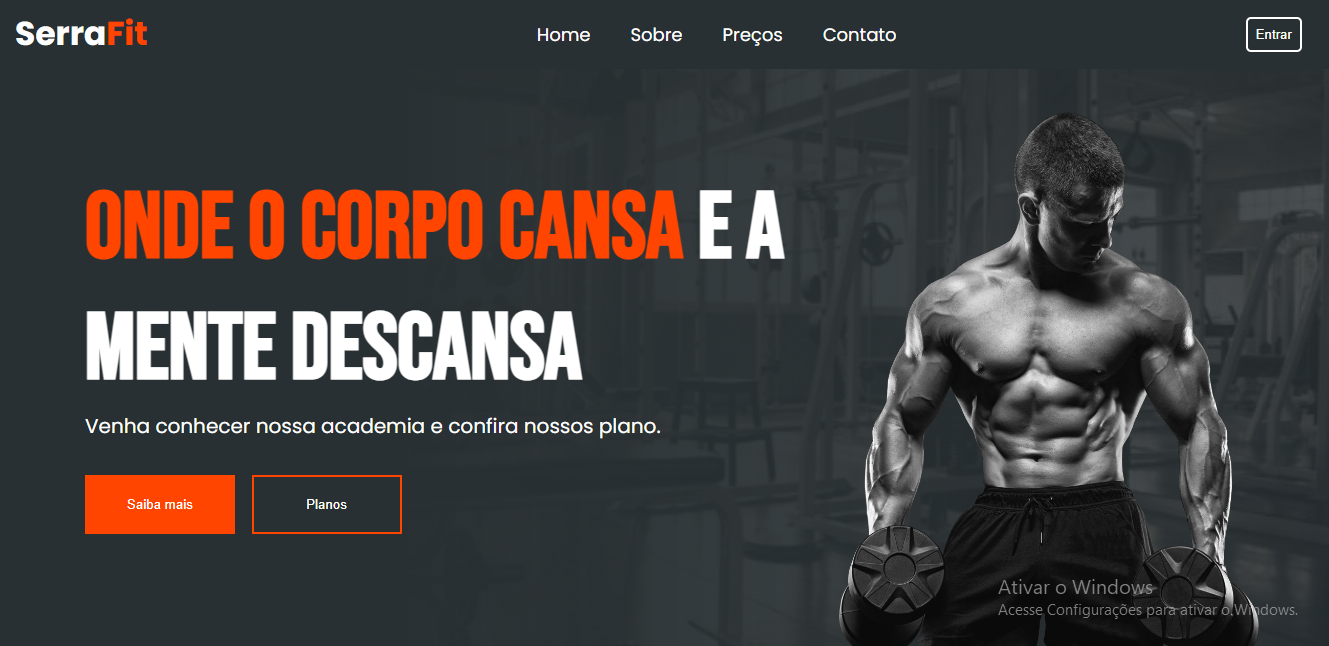 SerraFit
Home Sobre Preços Contato
Entrar
ONDE O CORPO CANSA E A
MENTE DESCANSA
Venha conhecer nossa academia e confira nossos plano.
Saiba mais Planos
Ativar o Windows
Acesse Configurações para ativar o Windows.